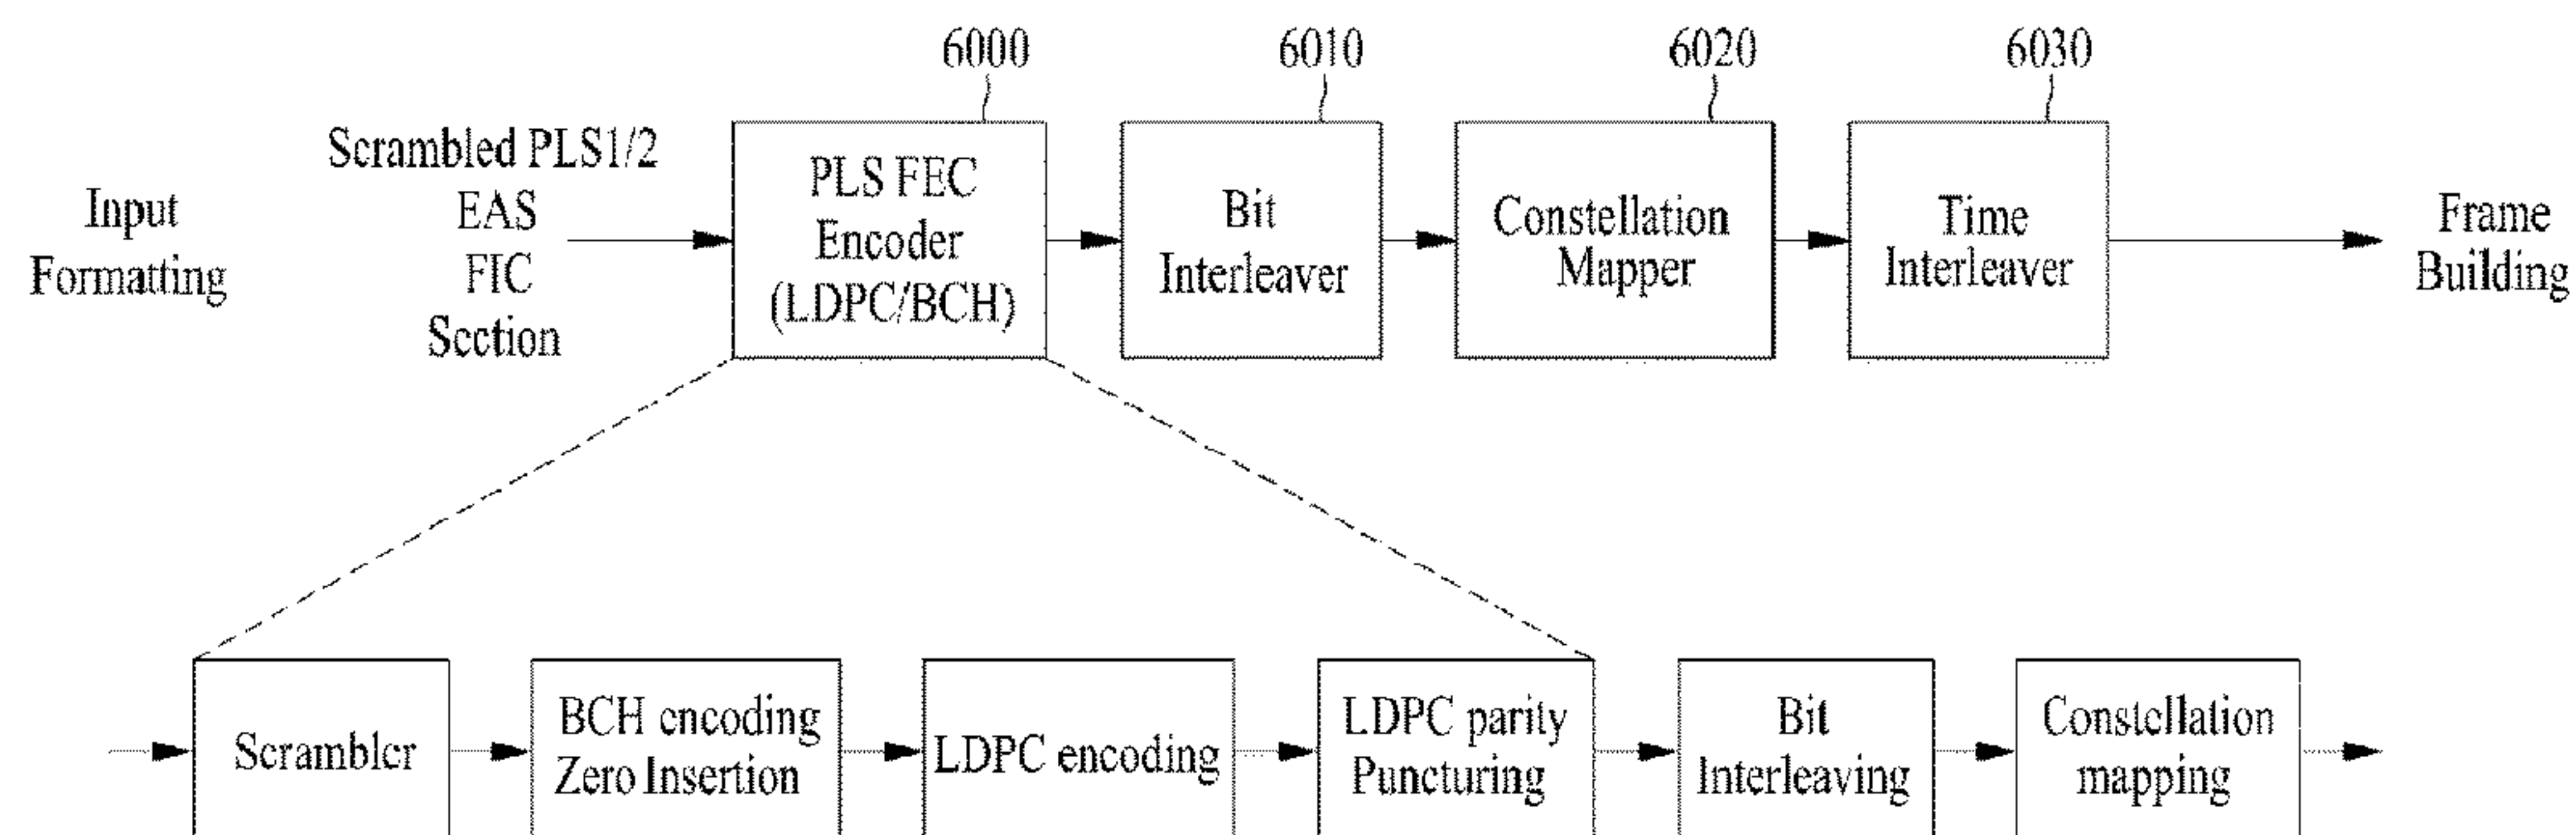 6000
6010
6020
6030
Input
Formatting
Scrambled PLS1/2
EAS
FIC
Section
PLS FEC
Encoder
(LDPC/BCH)
Bit
Interleaver
Constellation
Mapper
Time
Interleaver
Frame
Building
Scrambler
BCH encoding
Zero Insertion
LDPC encoding
LDPC parity
Puncturing
Bit
Interleaving
Constellation
mapping